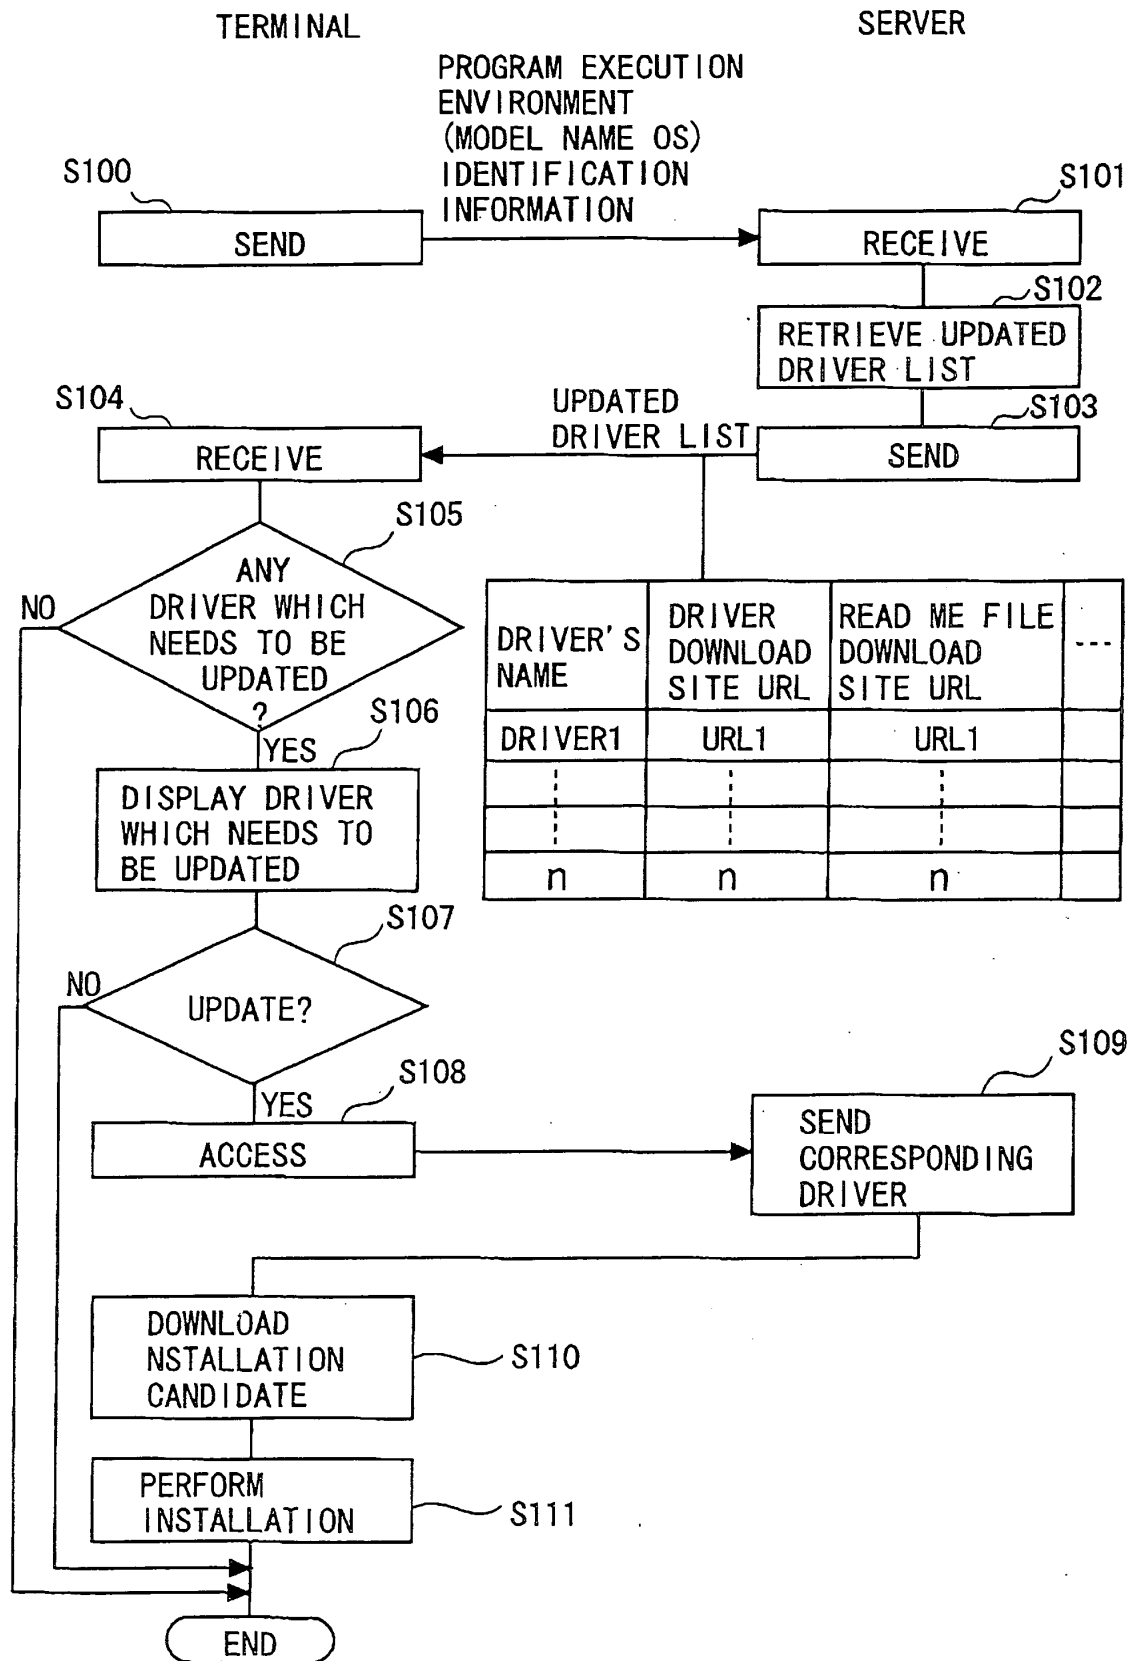 TERMINAL
SERVER
PROGRAM EXECUTION
ENVIRONMENT
(MODEL NAME OS)
IDENTIFICATION
INFORMATION
S100
SEND
S101
RECEIVE
S102
RETRIEVE UPDATED
DRIVER LIST
S103
SEND
UPDATED
DRIVER LIST
S104
RECEIVE
S105
ANY
DRIVER WHICH
NEEDS TO BE
UPDATED
?
NO
YES
DRIVER'S
NAME
DRIVER
DOWNLOAD
SITE URL
READ ME FILE
DOWNLOAD
SITE URL
----
DRIVER1
URL1
URL1
n
n
n
S106
DISPLAY DRIVER
WHICH NEEDS TO
BE UPDATED
S107
UPDATE?
NO
YES
S108
ACCESS
S109
SEND
CORRESPONDING
DRIVER
DOWNLOAD
NSTALLATION
CANDIDATE
S110
PERFORM
INSTALLATION
S111
END